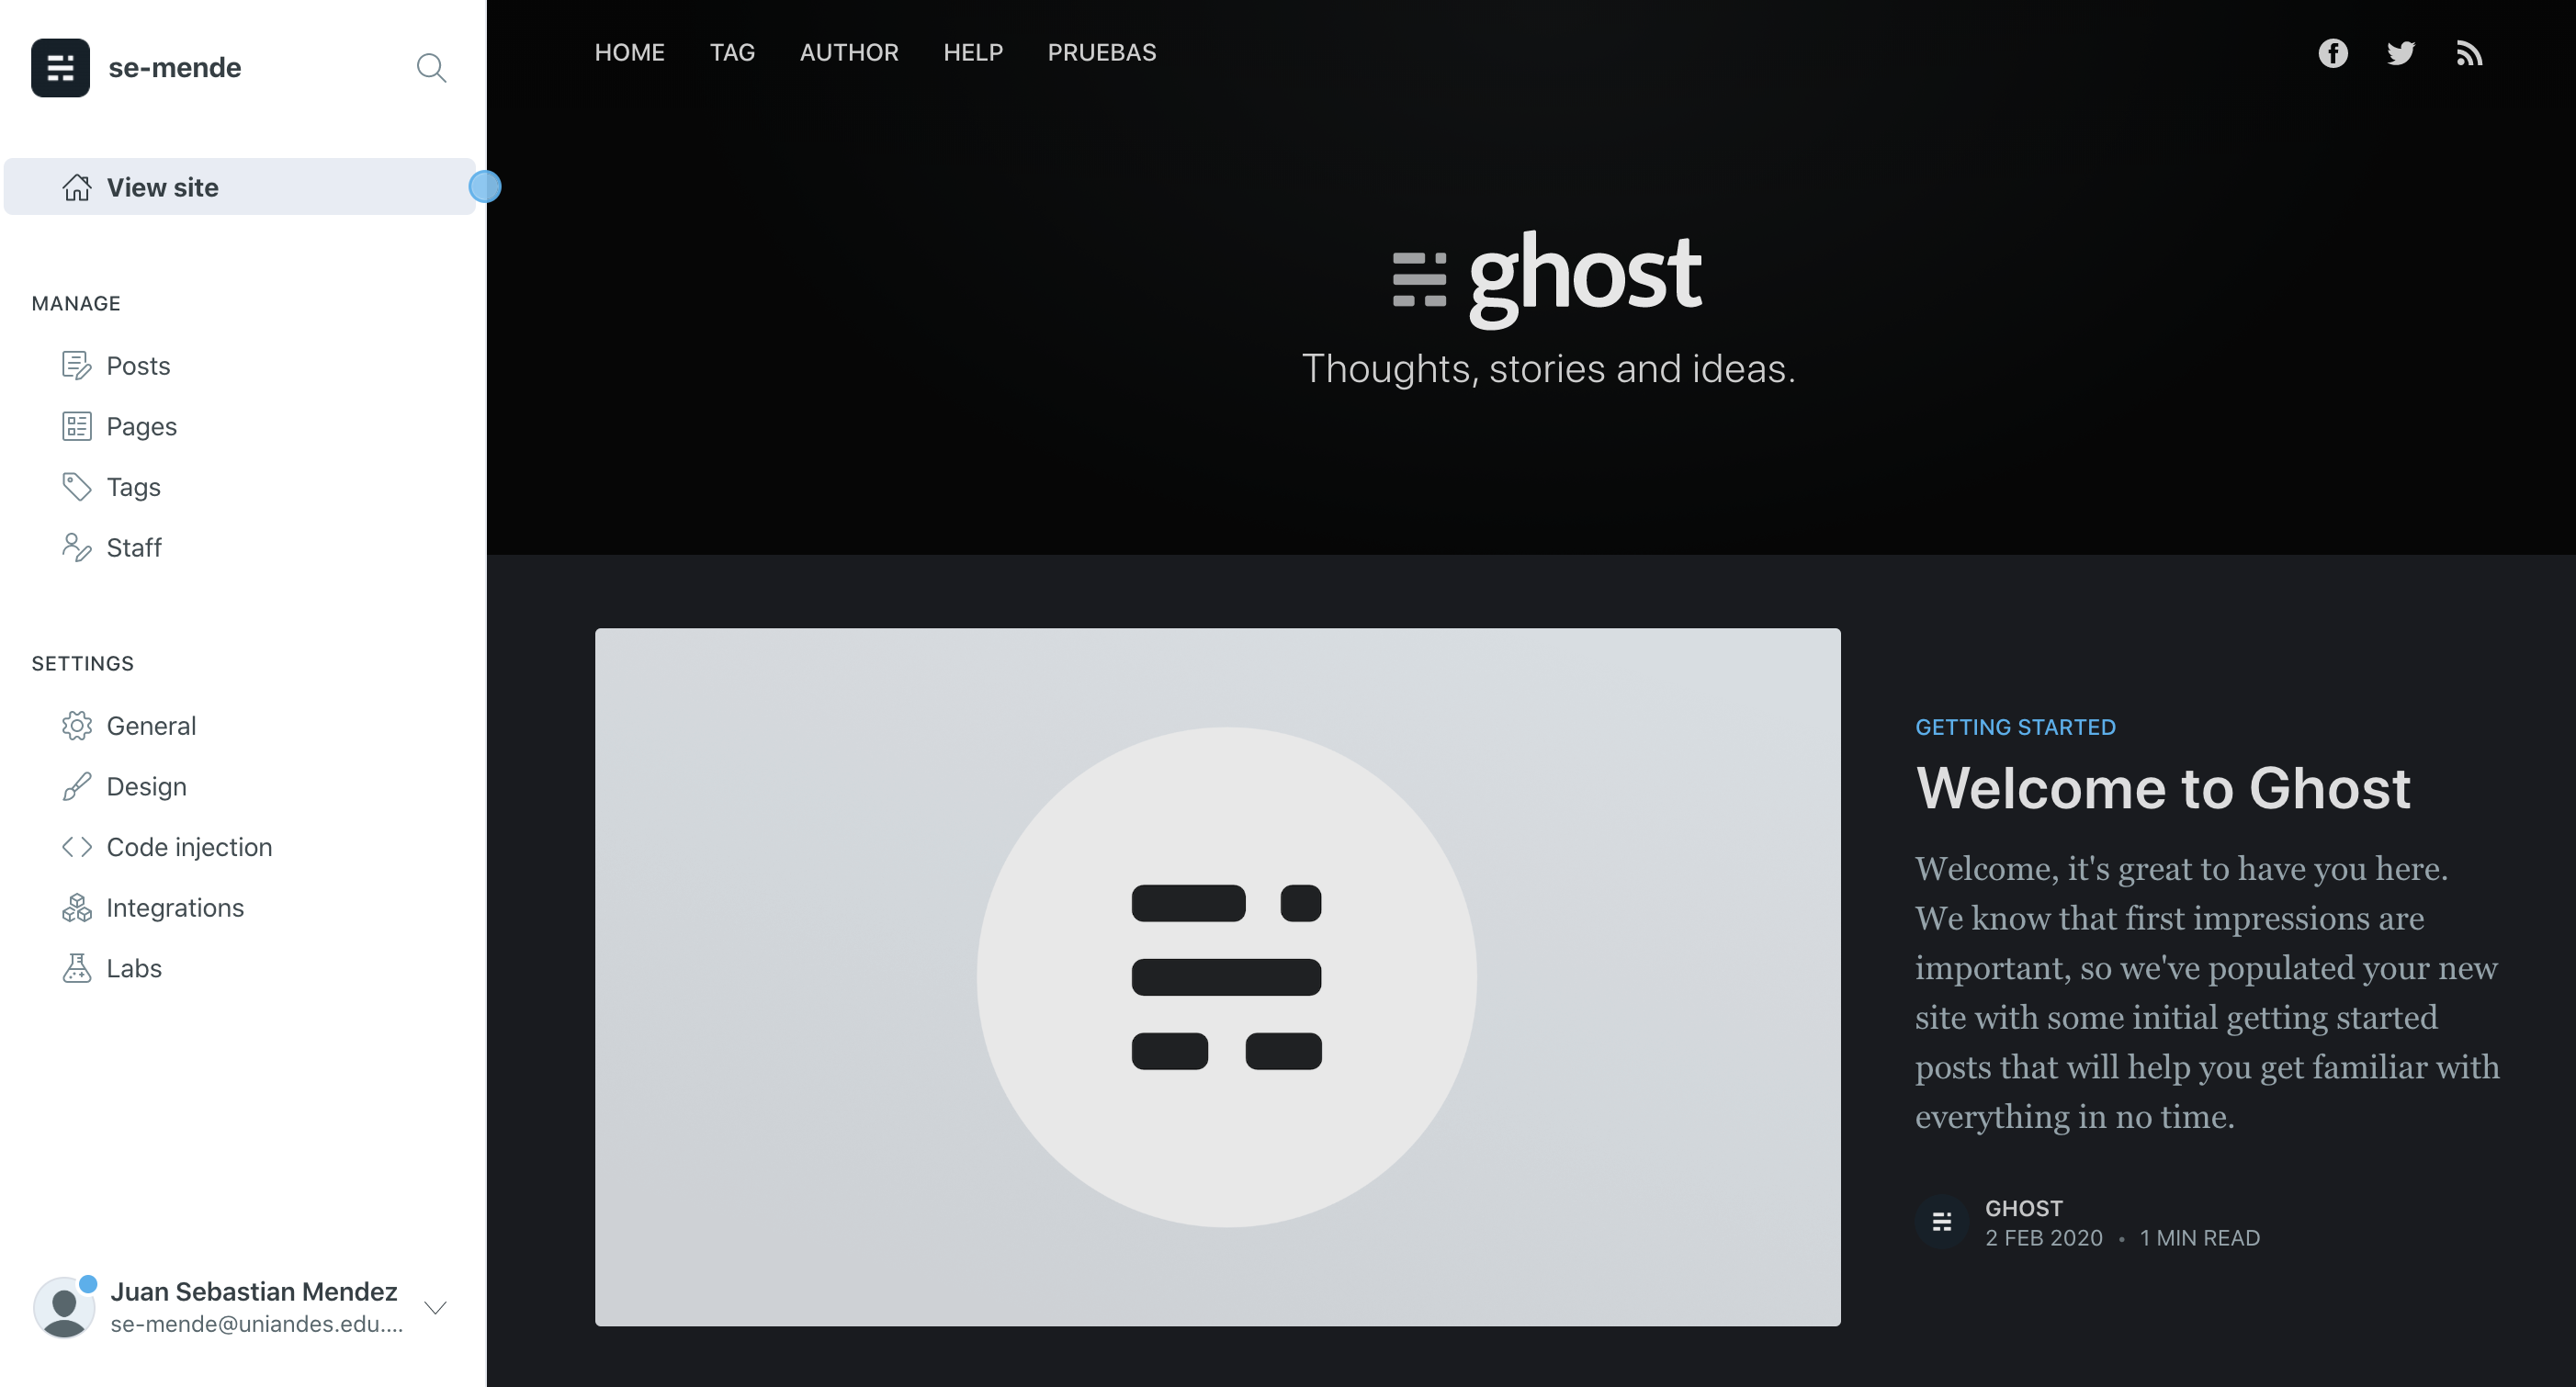 se-mende
View site
MANAGE
Posts
Pages
Tags
Staff
SETTINGS
General
Design
Code injection
Integrations
Labs
Juan Sebastian Mendez
se-mende@uniandes.edu....
HOME TAG AUTHOR HELP PRUEBAS
ghost
Thoughts, stories and ideas.
GETTING STARTED
Welcome to Ghost
Welcome, it's great to have you here.
We know that first impressions are
important, so we've populated your new
site with some initial getting started
posts that will help you get familiar with
everything in no time.
GHOST
2 FEB 2020 • 1 MIN READ